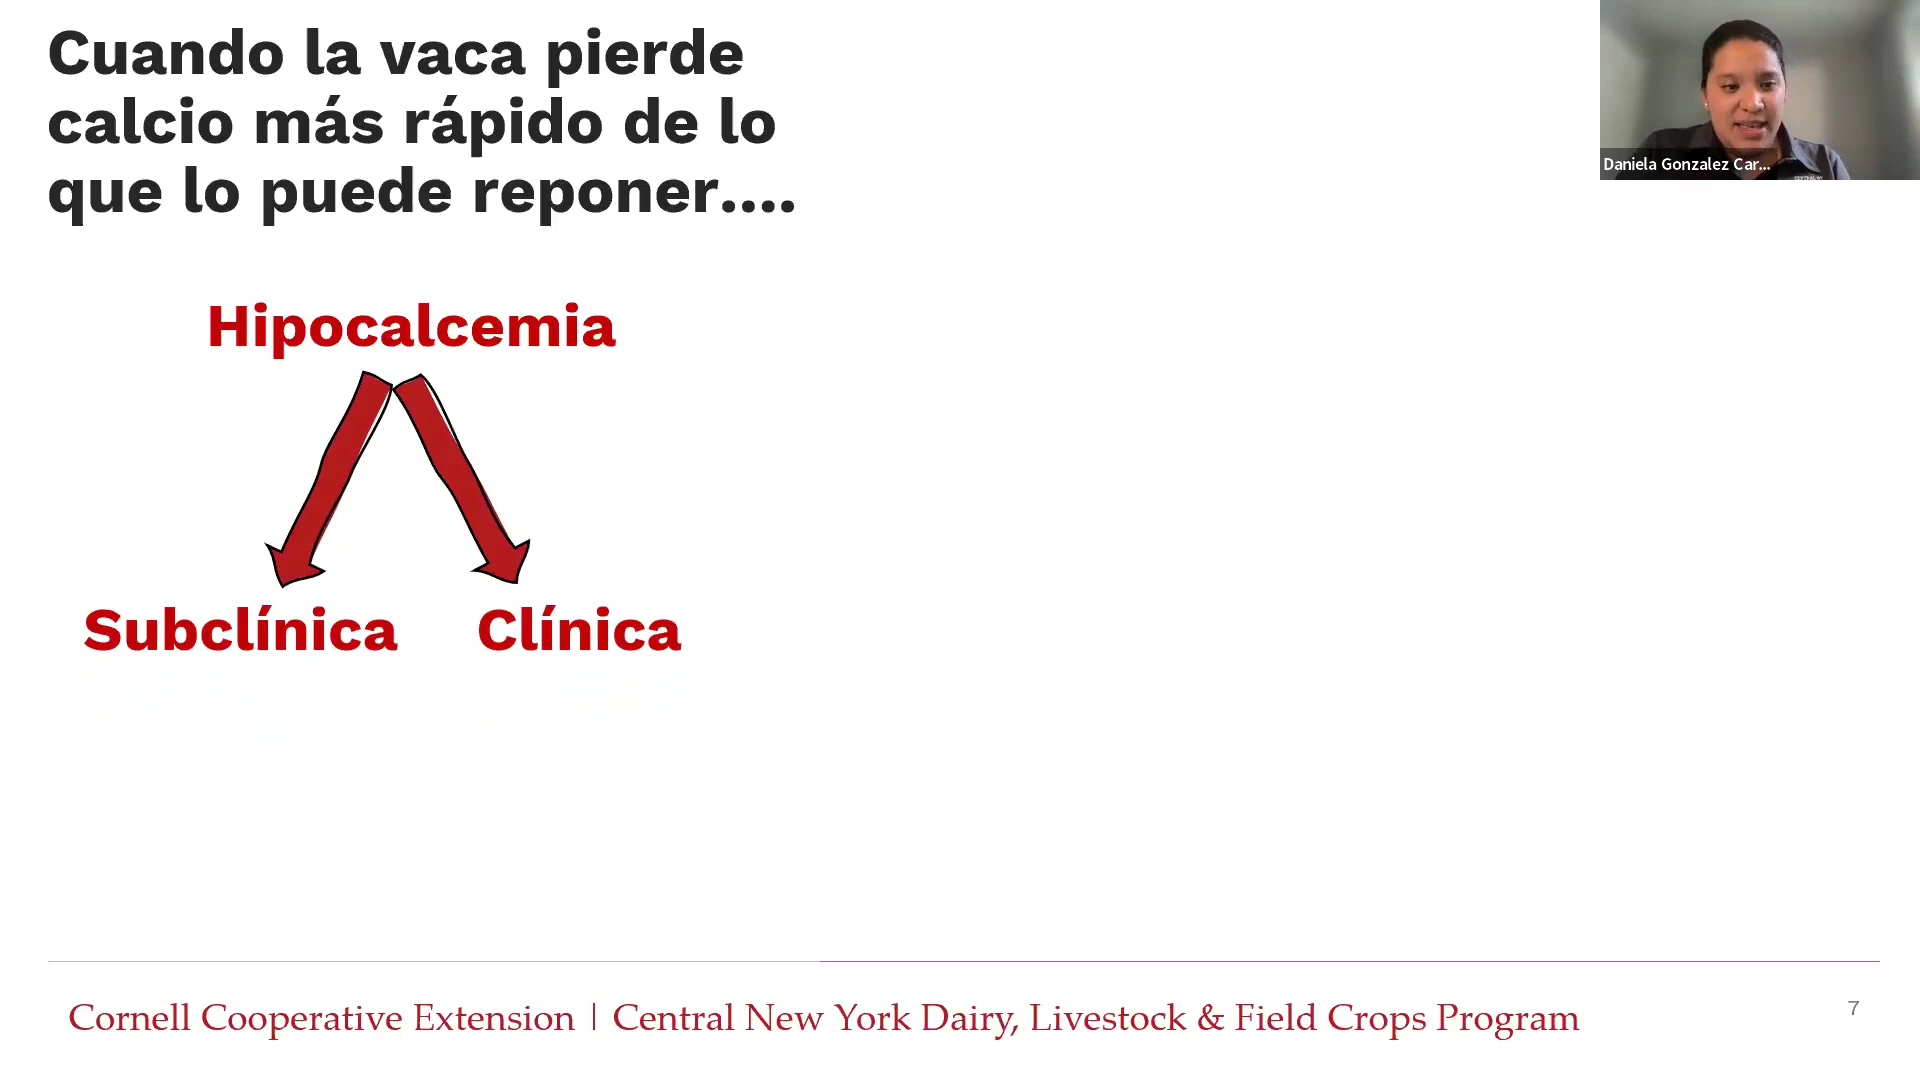 Cuando la vaca pierde
calcio más rápido de lo
que lo puede reponer....
Daniela Gonzalez Car...
Hipocalcemia
Subclínica
Clínica
Cornell Cooperative Extension | Central New York Dairy, Livestock & Field Crops Program
7